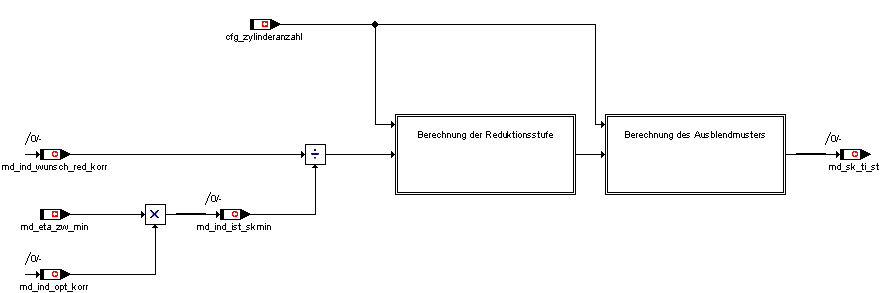 cfg_zylinderanzahl
Berechnung der Reduktionsstufe
Berechnung des Ausblendmusters
/0/-
md_ind_wunsch_red_korr
÷
/0/-
md_sk_ti_st
md_eta_zw_min
×
/0/-
md_ind_ist_skmin
/0/-
md_ind_opt_korr